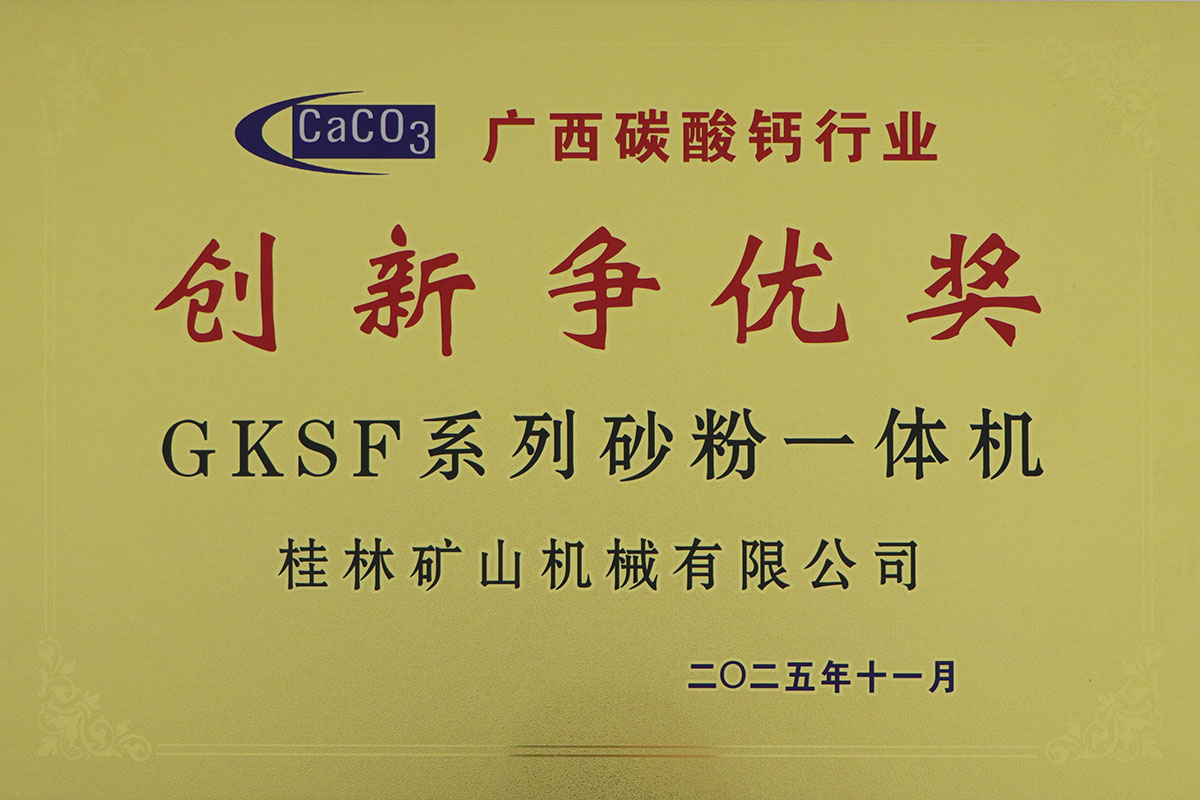 CaCO3 广西碳酸钙行业
创新争优奖
GKSF系列砂粉一体机
桂林矿山机械有限公司
二〇二五年十一月